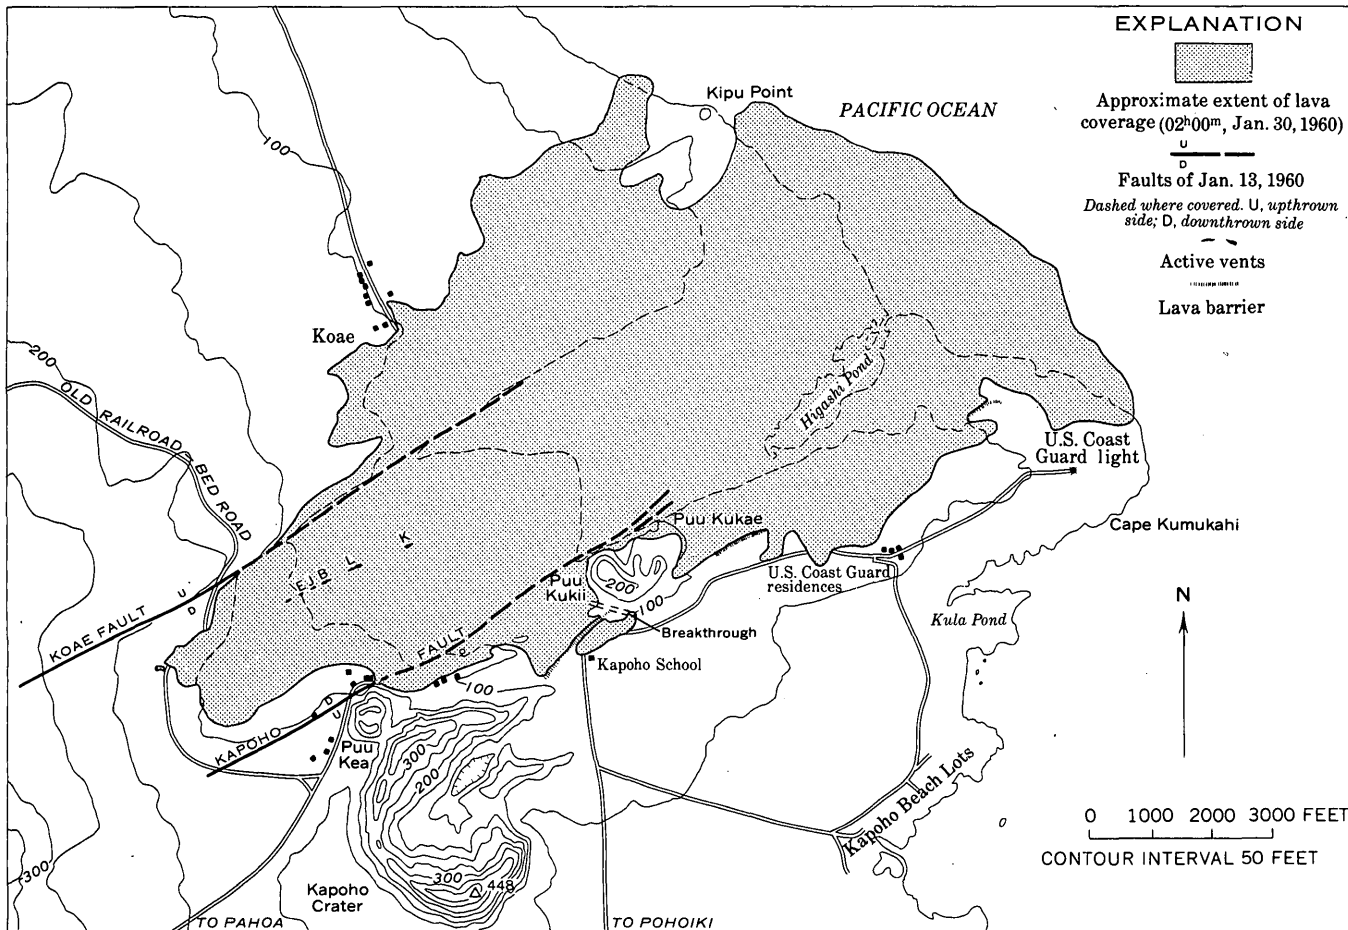 EXPLANATION
Approximate extent of lava
coverage (02ʰ00ᵐ, Jan. 30, 1960)
U
D
Faults of Jan. 13, 1960
Dashed where covered. U, upthrown
side; D, downthrown side
Active vents
Lava barrier
Kipu Point
PACIFIC OCEAN
100
Koae
200
OLD RAILROAD BED ROAD
Higashi Pond
U.S. Coast
Guard light
Cape Kumukahi
Puu Kukae
K
L
E J B
U
D
KOAE FAULT
200
Puu
Kukii
100
U.S. Coast Guard
residences
Breakthrough
Kapoho School
Kula Pond
N
KAPOHO FAULT
D
U
100
Puu
Kea
300
200
300
448
Kapoho
Crater
300
Kapoho Beach Lots
TO PAHOA
TO POHOIKI
0 1000 2000 3000 FEET
CONTOUR INTERVAL 50 FEET